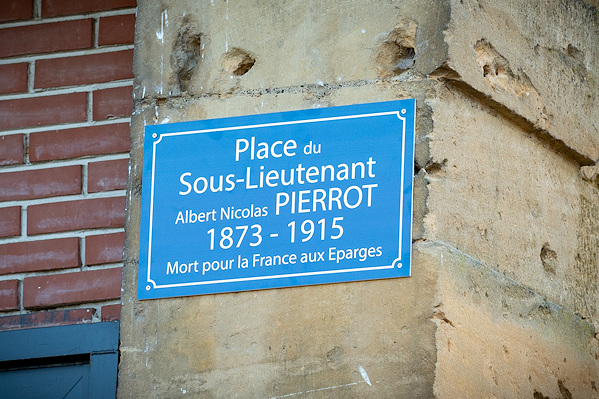 Place du
Sous-Lieutenant
Albert Nicolas PIERROT
1873 - 1915
Mort pour la France aux Eparges